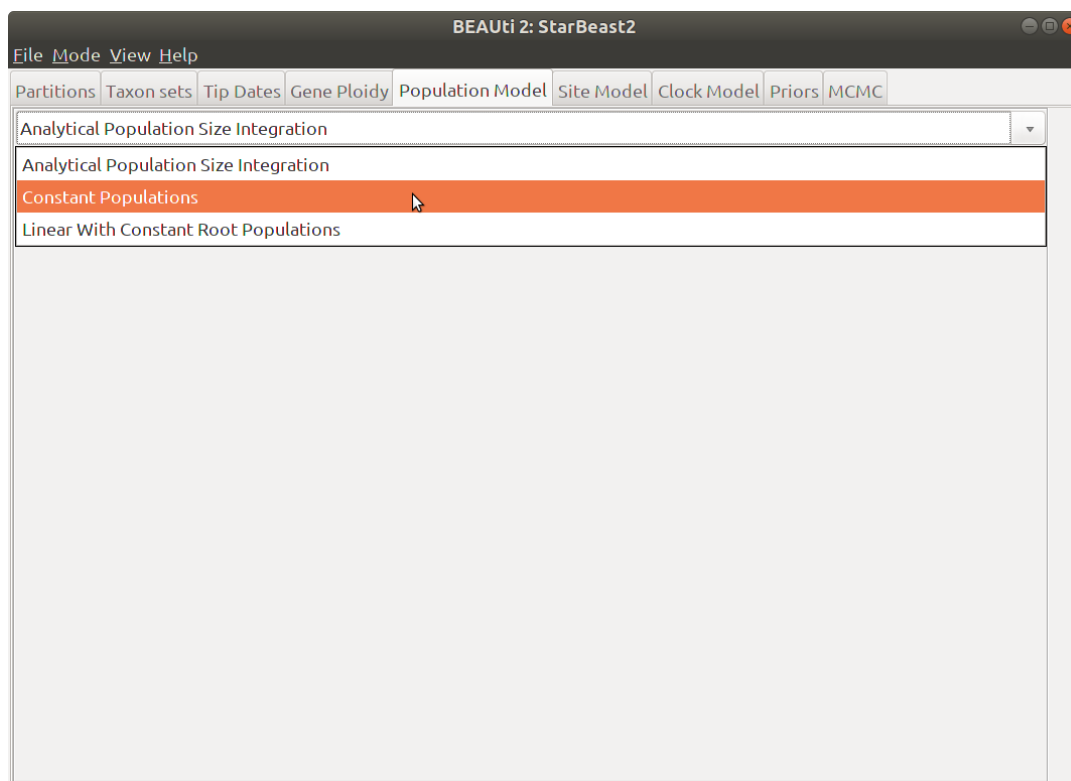 BEAUti 2: StarBeast2
File Mode View Help
Partitions Taxon sets Tip Dates Gene Ploidy Population Model Site Model Clock Model Priors MCMC
Analytical Population Size Integration
Analytical Population Size Integration
Constant Populations
Linear With Constant Root Populations